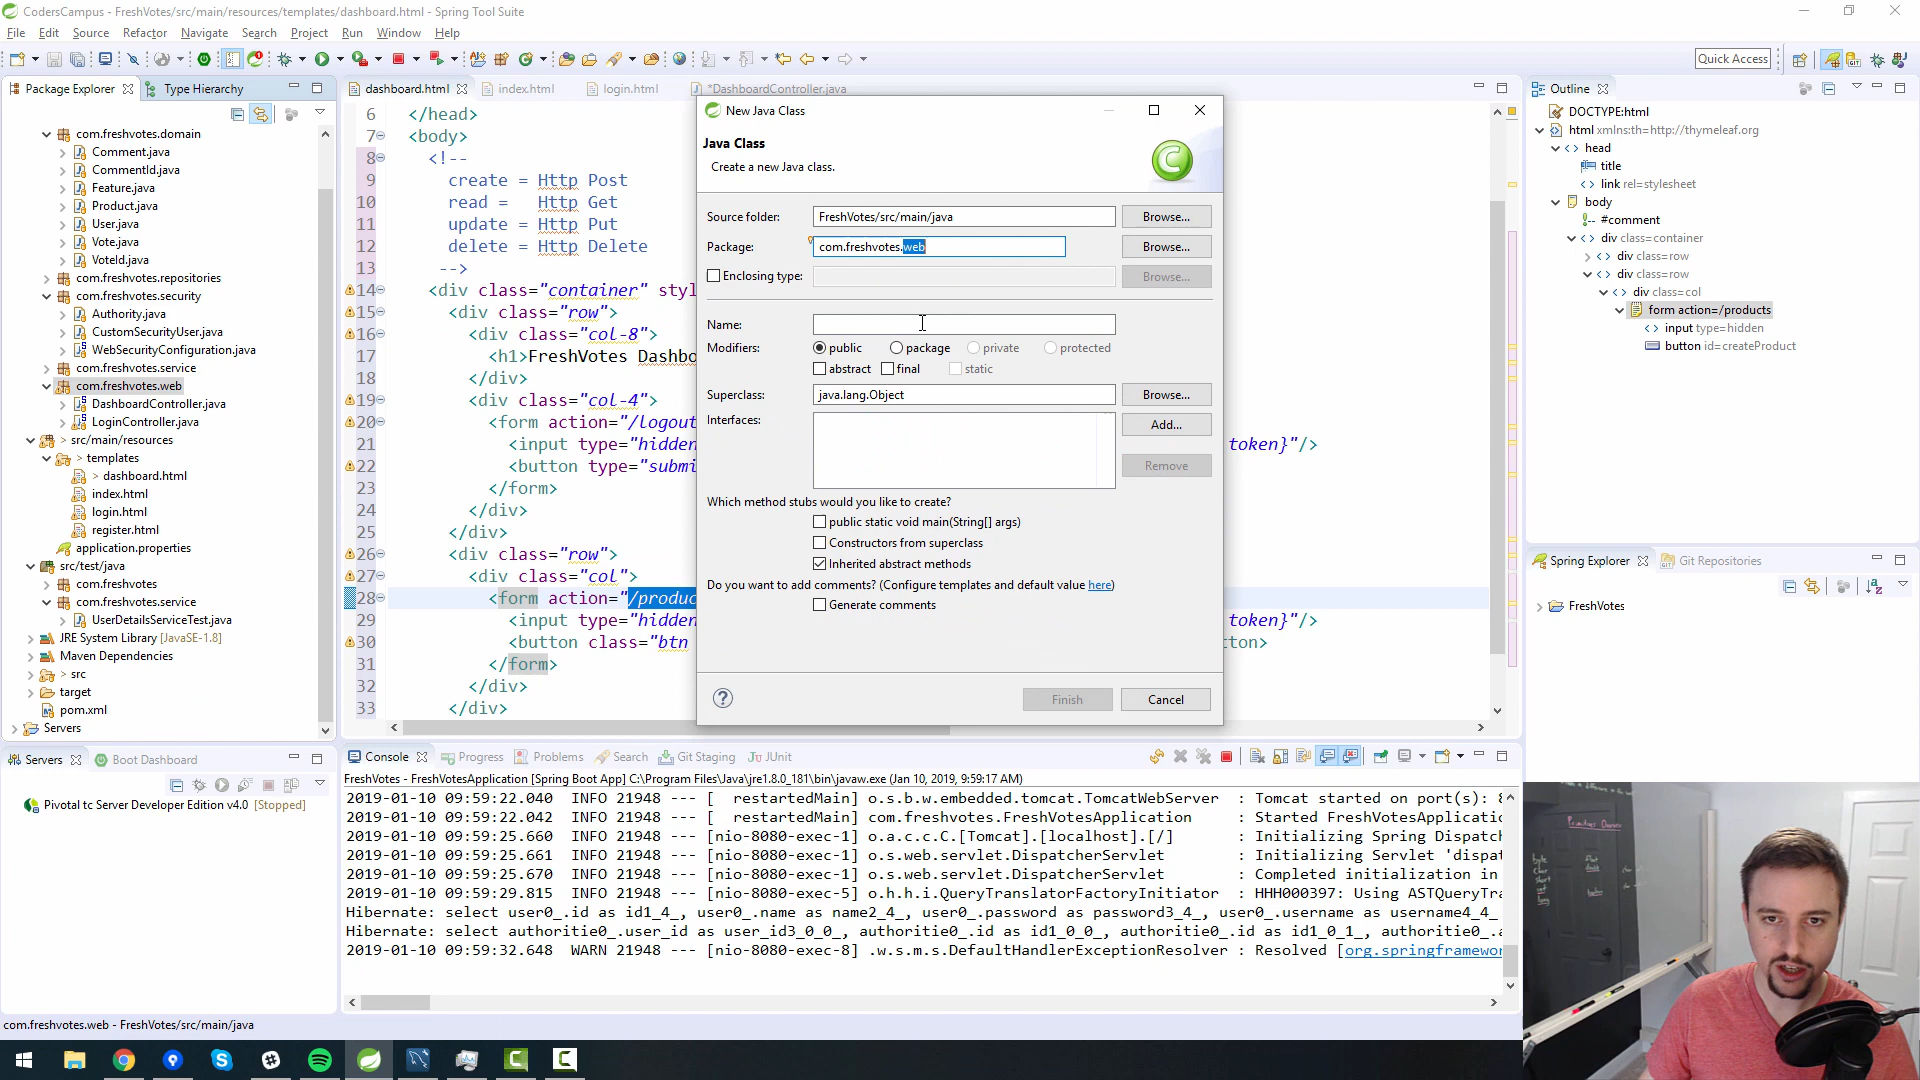 CodersCampus - FreshVotes/src/main/resources/templates/dashboard.html - Spring Tool Suite
File Edit Source Refactor Navigate Search Project Run Window Help
Quick Access
Package Explorer
Type Hierarchy
com.freshvotes.domain
Comment.java
CommentId.java
Feature.java
Product.java
User.java
Vote.java
VoteId.java
com.freshvotes.repositories
com.freshvotes.security
Authority.java
CustomSecurityUser.java
WebSecurityConfiguration.java
com.freshvotes.service
com.freshvotes.web
DashboardController.java
LoginController.java
> src/main/resources
> templates
> dashboard.html
index.html
login.html
register.html
application.properties
src/test/java
com.freshvotes
com.freshvotes.service
UserDetailsServiceTest.java
JRE System Library [JavaSE-1.8]
Maven Dependencies
> src
target
pom.xml
Servers
dashboard.html
index.html
login.html
*DashboardController.java
6 </head>
7 <body>
8 <!--
9 create = Http Post
10 read = Http Get
11 update = Http Put
12 delete = Http Delete
13 -->
14 <div class="container" styl
15 <div class="row">
16 <div class="col-8">
17 <h1>FreshVotes Dashbo
18 </div>
19 <div class="col-4">
20 <form action="/logout
21 <input type="hidden token}"/>
22 <button type="submi
23 </form>
24 </div>
25 </div>
26 <div class="row">
27 <div class="col">
28 <form action="/produc
29 <input type="hidden token}"/>
30 <button class="btn ton>
31 </form>
32 </div>
33 </div>
New Java Class
Java Class
Create a new Java class.
Source folder: FreshVotes/src/main/java Browse...
Package: com.freshvotes.web Browse...
Enclosing type: Browse...
Name:
Modifiers: public package private protected
abstract final static
Superclass: java.lang.Object Browse...
Interfaces: Add...
Remove
Which method stubs would you like to create?
public static void main(String[] args)
Constructors from superclass
Inherited abstract methods
Do you want to add comments? (Configure templates and default value here)
Generate comments
? Finish Cancel
Outline
DOCTYPE:html
html xmlns:th=http://thymeleaf.org
head
title
link rel=stylesheet
body
#comment
div class=container
div class=row
div class=row
div class=col
form action=/products
input type=hidden
button id=createProduct
Spring Explorer
Git Repositories
FreshVotes
Servers
Boot Dashboard
Pivotal tc Server Developer Edition v4.0 [Stopped]
Console Progress Problems Search Git Staging JUnit
FreshVotes - FreshVotesApplication [Spring Boot App] C:\Program Files\Java\jre1.8.0_181\bin\javaw.exe (Jan 10, 2019, 9:59:17 AM)
2019-01-10 09:59:22.040 INFO 21948 --- [ restartedMain] o.s.b.w.embedded.tomcat.TomcatWebServer : Tomcat started on port(s): 8
2019-01-10 09:59:22.042 INFO 21948 --- [ restartedMain] com.freshvotes.FreshVotesApplication : Started FreshVotesApplicatio
2019-01-10 09:59:25.660 INFO 21948 --- [nio-8080-exec-1] o.a.c.c.C.[Tomcat].[localhost].[/] : Initializing Spring Dispatc
2019-01-10 09:59:25.661 INFO 21948 --- [nio-8080-exec-1] o.s.web.servlet.DispatcherServlet : Initializing Servlet 'dispat
2019-01-10 09:59:25.670 INFO 21948 --- [nio-8080-exec-1] o.s.web.servlet.DispatcherServlet : Completed initialization in
2019-01-10 09:59:29.815 INFO 21948 --- [nio-8080-exec-5] o.h.h.i.QueryTranslatorFactoryInitiator : HHH000397: Using ASTQueryTra
Hibernate: select user0_.id as id1_4_, user0_.name as name2_4_, user0_.password as password3_4_, user0_.username as username4_4_
Hibernate: select authoritie0_.user_id as user_id3_0_0_, authoritie0_.id as id1_0_0_, authoritie0_.id as id1_0_1_, authoritie0_.a
2019-01-10 09:59:32.648 WARN 21948 --- [nio-8080-exec-8] .w.s.m.s.DefaultHandlerExceptionResolver : Resolved [org.springframewor
com.freshvotes.web - FreshVotes/src/main/java